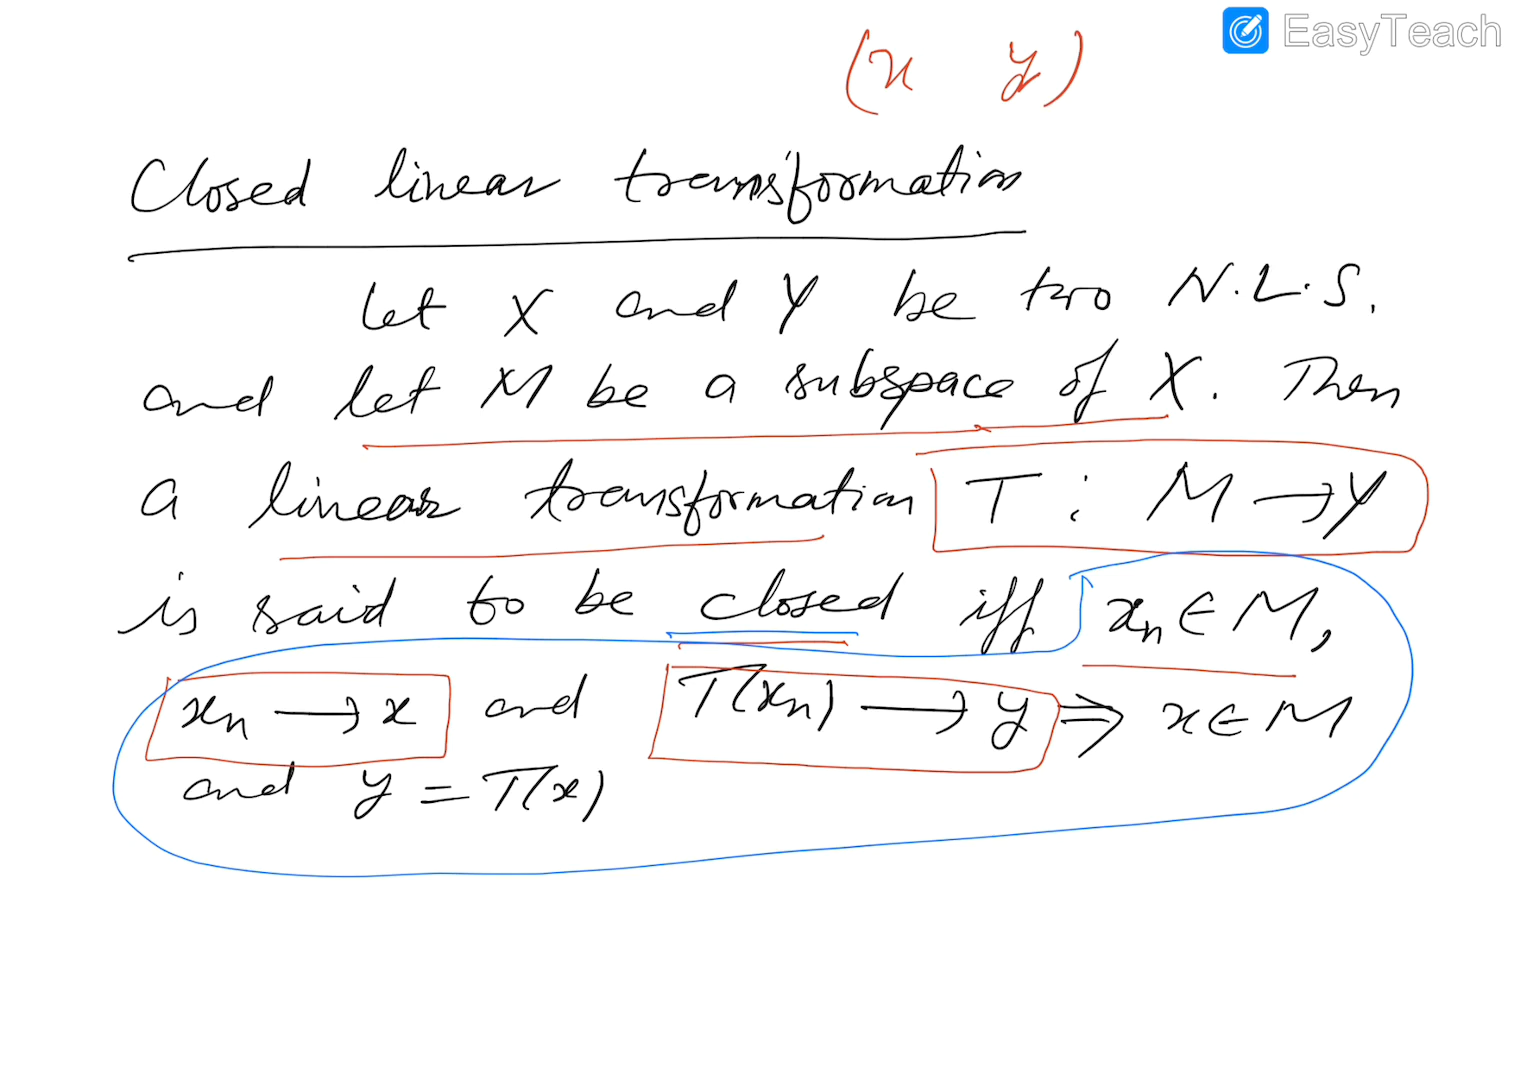 EasyTeach
(x y)
Closed linear transformation
Let X and Y be two N.L.S.
and let M be a subspace of X. Then
a linear transformation T : M → Y
is said to be closed iff xₙ ∈ M,
xₙ → x and T(xₙ) → y ⇒ x ∈ M
and y = T(x)